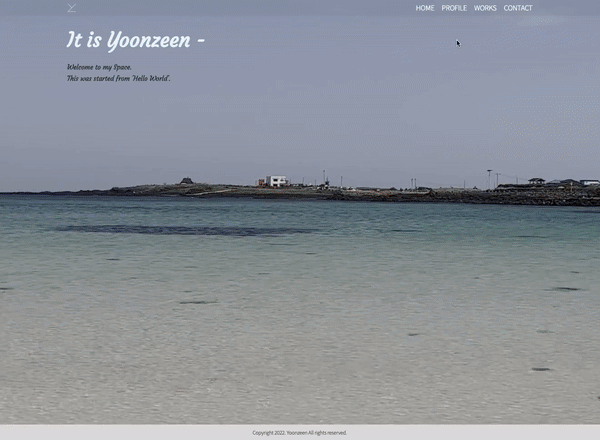 HOME PROFILE WORKS CONTACT
It is Yoonzeen -
Welcome to my Space.
This was started from 'Hello World'.
Copyright 2022. Yoonzeen All rights reserved.